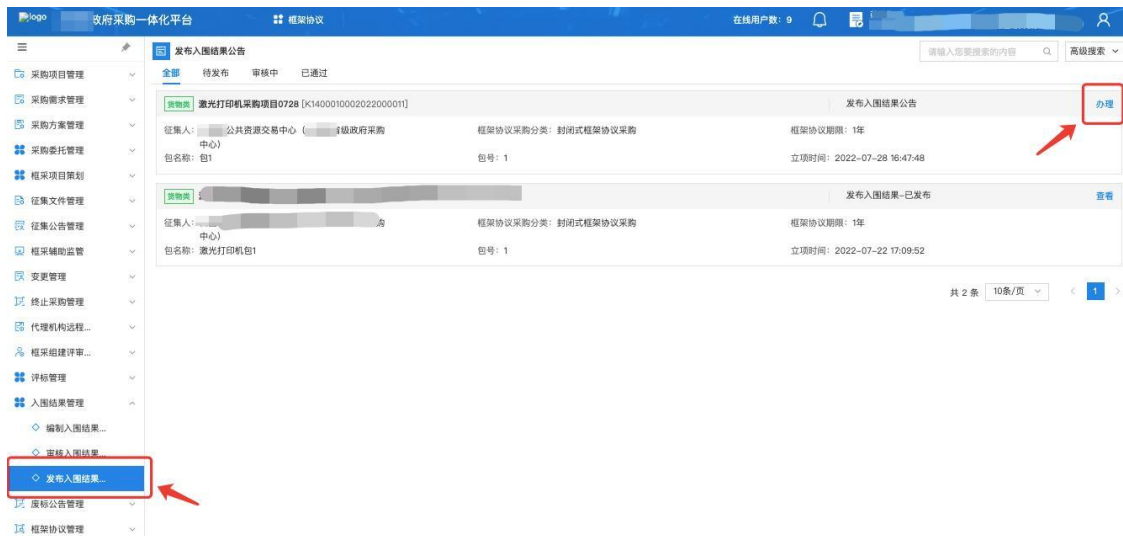 logo
政府采购一体化平台
框架协议
在线用户数：9
发布入围结果公告
请输入您要搜索的内容
高级搜索
全部 待发布 审核中 已通过
采购项目管理
采购需求管理
采购方案管理
采购委托管理
框采项目策划
征集文件管理
征集公告管理
框采辅助监管
变更管理
终止采购管理
代理机构远程...
框采组建评审...
评标管理
入围结果管理
编制入围结果...
审核入围结果...
发布入围结果...
废标公告管理
框架协议管理
货物类 激光打印机采购项目0728 [K1400010002022000011]
发布入围结果公告
办理
征集人：
公共资源交易中心（
省级政府采购
中心）
框架协议采购分类：封闭式框架协议采购
框架协议期限：1年
包名称：包1
包号：1
立项时间：2022-07-28 16:47:48
货物类
发布入围结果-已发布
查看
征集人：
购
中心）
框架协议采购分类：封闭式框架协议采购
框架协议期限：1年
包名称：激光打印机包1
包号：1
立项时间：2022-07-22 17:09:52
共 2 条 10条/页 < 1 >